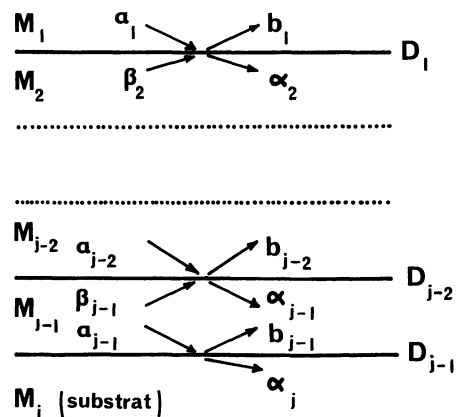 M₁ a₁ b₁
D₁
M₂ β₂ α₂
Mⱼ₋₂ aⱼ₋₂ bⱼ₋₂
Dⱼ₋₂
Mⱼ₋₁ βⱼ₋₁ αⱼ₋₁
aⱼ₋₁ bⱼ₋₁
Dⱼ₋₁
Mⱼ (substrat) αⱼ